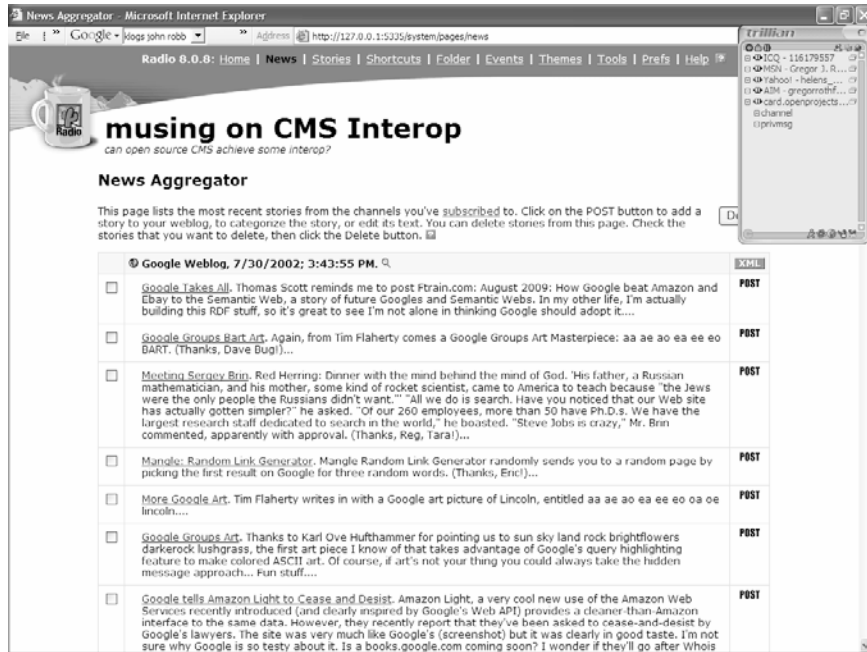 News Aggregator - Microsoft Internet Explorer
File » Google klogs john robb » Address http://127.0.0.1:5335/system/pages/news
Radio 8.0.8: Home | News | Stories | Shortcuts | Folder | Events | Themes | Tools | Prefs | Help
trillian
ICQ - 116179557
MSN - Gregor J. R...
Yahoo! - helens_...
AIM - gregorrothf...
card.openprojects...
channel
privmsg
Radio
musing on CMS Interop
can open source CMS achieve some interop?
News Aggregator
This page lists the most recent stories from the channels you've subscribed to. Click on the POST button to add a
story to your weblog, to categorize the story, or edit its text. You can delete stories from this page. Check the
stories that you want to delete, then click the Delete button.
De
Google Weblog, 7/30/2002; 3:43:55 PM. XML
Google Takes All. Thomas Scott reminds me to post Ftrain.com: August 2009: How Google beat Amazon and POST
Ebay to the Semantic Web, a story of future Googles and Semantic Webs. In my other life, I'm actually
building this RDF stuff, so it's great to see I'm not alone in thinking Google should adopt it....
Google Groups Bart Art. Again, from Tim Flaherty comes a Google Groups Art Masterpiece: aa ae ao ea ee eo POST
BART. (Thanks, Dave Bug!)...
Meeting Sergey Brin. Red Herring: Dinner with the mind behind the mind of God. 'His father, a Russian POST
mathematician, and his mother, some kind of rocket scientist, came to America to teach because "the Jews
were the only people the Russians didn't want."' "All we do is search. Have you noticed that our Web site
has actually gotten simpler?" he asked. "Of our 260 employees, more than 50 have Ph.D.s. We have the
largest research staff dedicated to search in the world," he boasted. "Steve Jobs is crazy," Mr. Brin
commented, apparently with approval. (Thanks, Reg, Tara!)...
Mangle: Random Link Generator. Mangle Random Link Generator randomly sends you to a random page by POST
picking the first result on Google for three random words. (Thanks, Eric!)...
More Google Art. Tim Flaherty writes in with a Google art picture of Lincoln, entitled aa ae ao ea ee eo oa oe POST
lincoln....
Google Groups Art. Thanks to Karl Ove Hufthammer for pointing us to sun sky land rock brightflowers POST
darkerock lushgrass, the first art piece I know of that takes advantage of Google's query highlighting
feature to make colored ASCII art. Of course, if art's not your thing you could always take the hidden
message approach... Fun stuff....
Google tells Amazon Light to Cease and Desist. Amazon Light, a very cool new use of the Amazon Web POST
Services recently introduced (and clearly inspired by Google's Web API) provides a cleaner-than-Amazon
interface to the same data. However, they recently report that they've been asked to cease-and-desist by
Google's lawyers. The site was very much like Google's (screenshot) but it was clearly in good taste. I'm not
sure why Google is so testy about it. Is a books.google.com coming soon? I wonder if they'll go after Whois